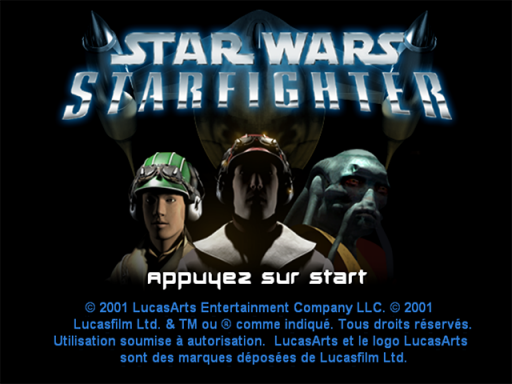 STAR WARS
STARFIGHTER
Appuyez sur start
© 2001 LucasArts Entertainment Company LLC. © 2001
Lucasfilm Ltd. & TM ou ® comme indiqué. Tous droits réservés.
Utilisation soumise à autorisation.  LucasArts et le logo LucasArts
sont des marques déposées de Lucasfilm Ltd.